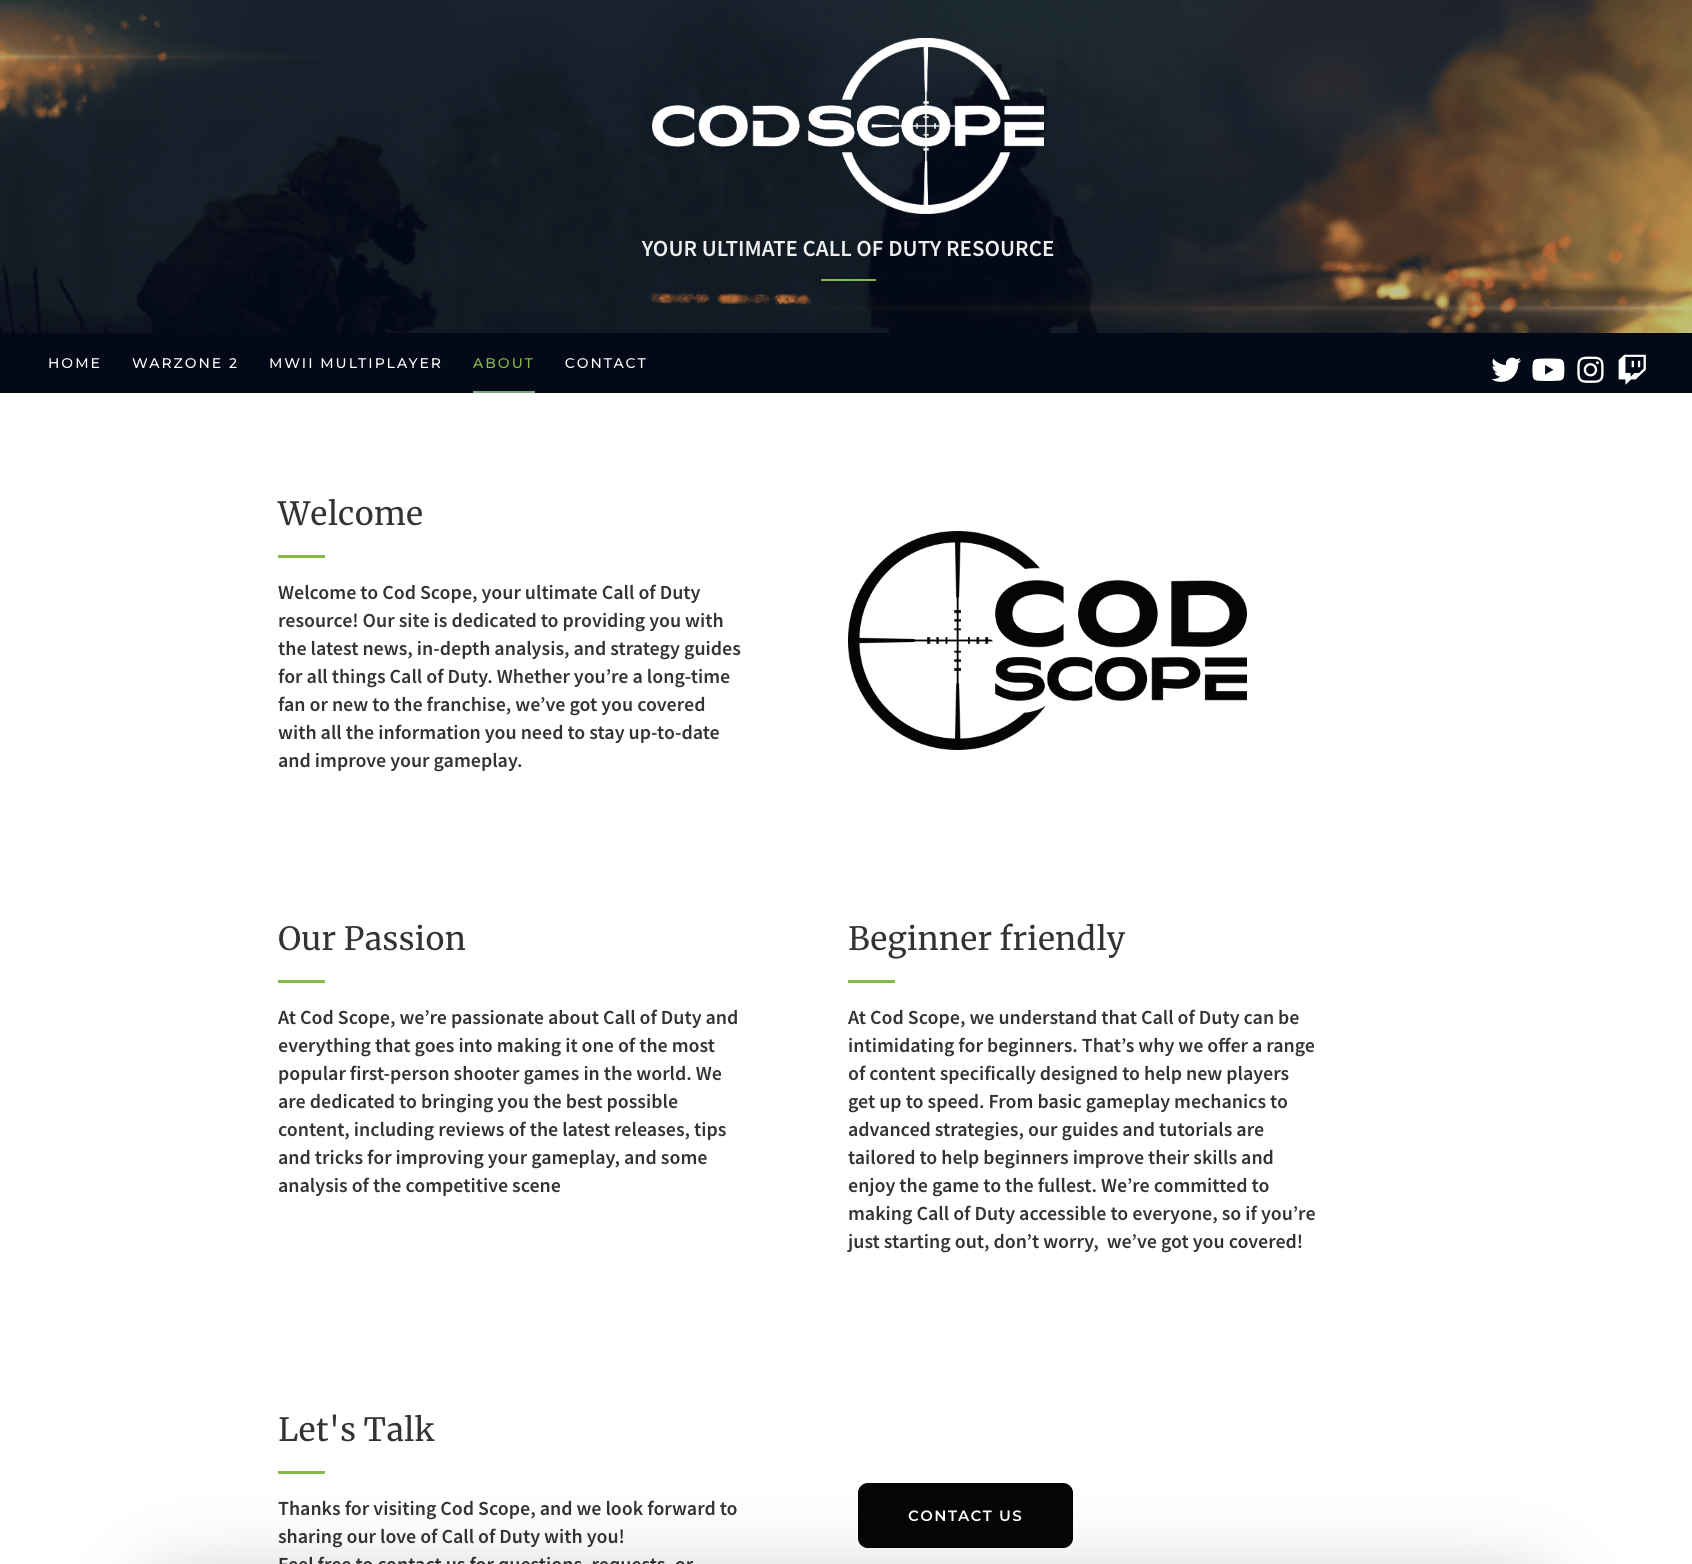 COD SCOPE
YOUR ULTIMATE CALL OF DUTY RESOURCE
HOME WARZONE 2 MWII MULTIPLAYER ABOUT CONTACT
Welcome
Welcome to Cod Scope, your ultimate Call of Duty
resource! Our site is dedicated to providing you with
the latest news, in-depth analysis, and strategy guides
for all things Call of Duty. Whether you’re a long-time
fan or new to the franchise, we’ve got you covered
with all the information you need to stay up-to-date
and improve your gameplay.
COD
SCOPE
Our Passion
At Cod Scope, we’re passionate about Call of Duty and
everything that goes into making it one of the most
popular first-person shooter games in the world. We
are dedicated to bringing you the best possible
content, including reviews of the latest releases, tips
and tricks for improving your gameplay, and some
analysis of the competitive scene
Beginner friendly
At Cod Scope, we understand that Call of Duty can be
intimidating for beginners. That’s why we offer a range
of content specifically designed to help new players
get up to speed. From basic gameplay mechanics to
advanced strategies, our guides and tutorials are
tailored to help beginners improve their skills and
enjoy the game to the fullest. We’re committed to
making Call of Duty accessible to everyone, so if you’re
just starting out, don’t worry,  we’ve got you covered!
Let's Talk
Thanks for visiting Cod Scope, and we look forward to
sharing our love of Call of Duty with you!
Feel free to contact us for questions, requests, or
CONTACT US